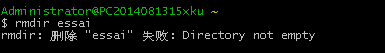 Administrator@PC2014081315xku ~
$ rmdir essai
rmdir: 删除 "essai" 失败: Directory not empty